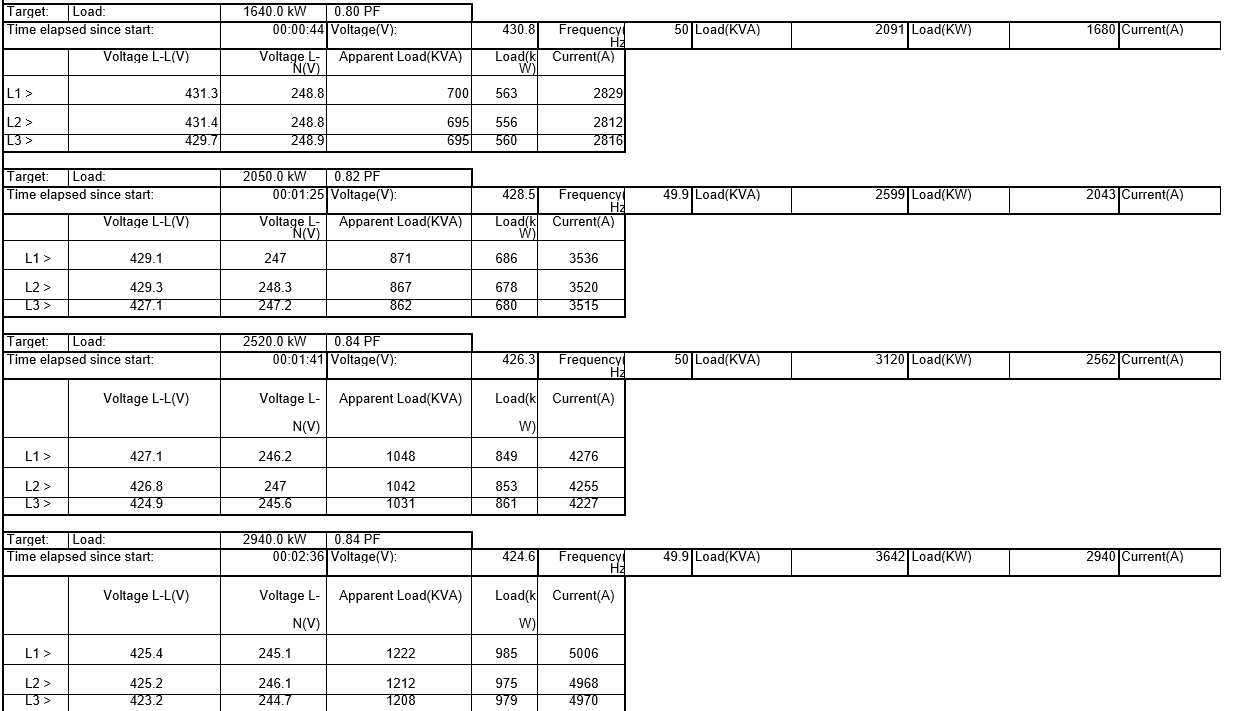 Target: Load: 1640.0 kW 0.80 PF
Time elapsed since start: 00:00:44 Voltage(V): 430.8 Frequency( Hz 50 Load(KVA) 2091 Load(KW) 1680 Current(A)
Voltage L-L(V) Voltage L-N(V) Apparent Load(KVA) Load(kW) Current(A)
L1 > 431.3 248.8 700 563 2829
L2 > 431.4 248.8 695 556 2812
L3 > 429.7 248.9 695 560 2816
Target: Load: 2050.0 kW 0.82 PF
Time elapsed since start: 00:01:25 Voltage(V): 428.5 Frequency( Hz 49.9 Load(KVA) 2599 Load(KW) 2043 Current(A)
Voltage L-L(V) Voltage L-N(V) Apparent Load(KVA) Load(kW) Current(A)
L1 > 429.1 247 871 686 3536
L2 > 429.3 248.3 867 678 3520
L3 > 427.1 247.2 862 680 3515
Target: Load: 2520.0 kW 0.84 PF
Time elapsed since start: 00:01:41 Voltage(V): 426.3 Frequency( Hz 50 Load(KVA) 3120 Load(KW) 2562 Current(A)
Voltage L-L(V) Voltage L-N(V) Apparent Load(KVA) Load(kW) Current(A)
L1 > 427.1 246.2 1048 849 4276
L2 > 426.8 247 1042 853 4255
L3 > 424.9 245.6 1031 861 4227
Target: Load: 2940.0 kW 0.84 PF
Time elapsed since start: 00:02:36 Voltage(V): 424.6 Frequency( Hz 49.9 Load(KVA) 3642 Load(KW) 2940 Current(A)
Voltage L-L(V) Voltage L-N(V) Apparent Load(KVA) Load(kW) Current(A)
L1 > 425.4 245.1 1222 985 5006
L2 > 425.2 246.1 1212 975 4968
L3 > 423.2 244.7 1208 979 4970